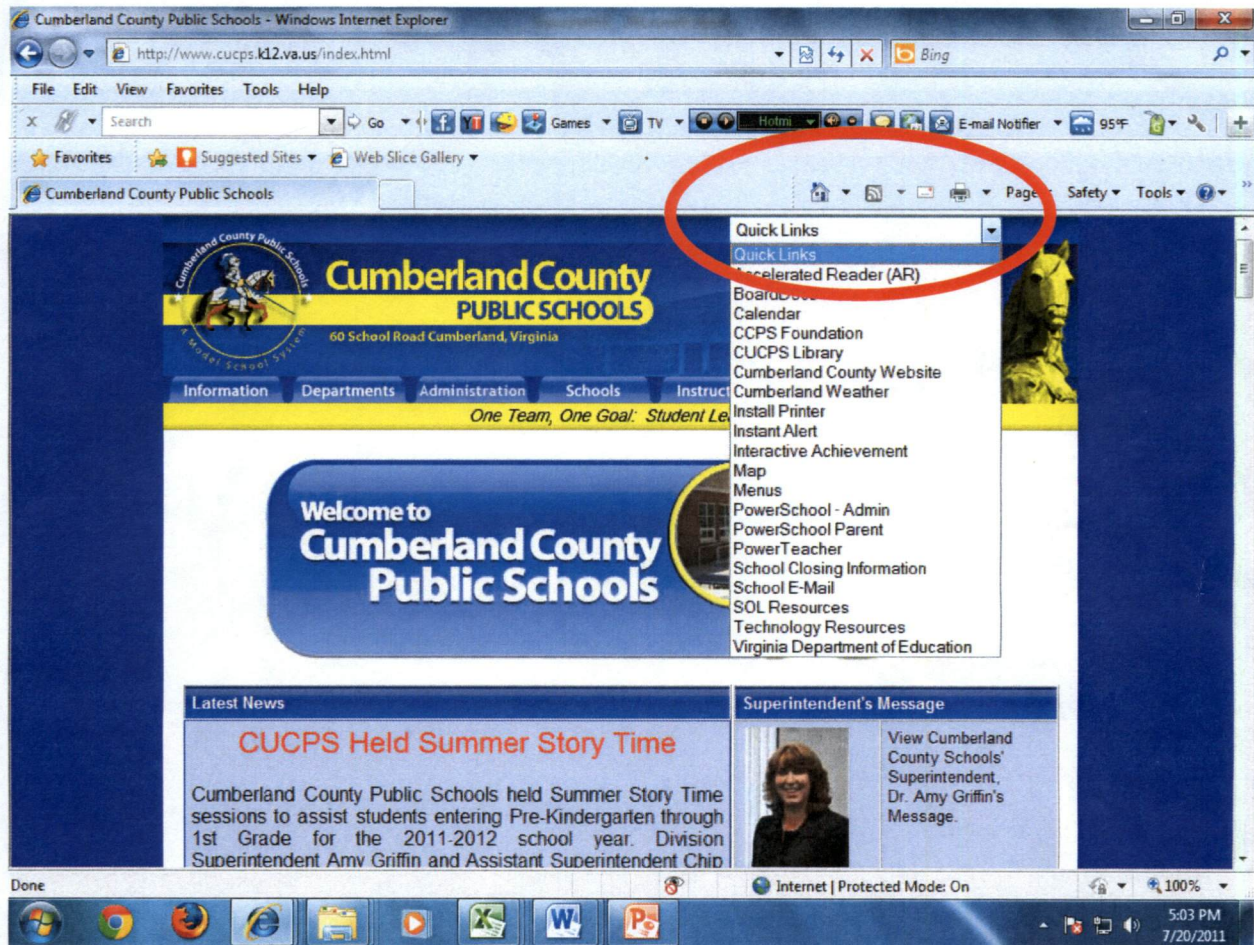 Cumberland County Public Schools - Windows Internet Explorer
http://www.cucps.k12.va.us/index.html
Bing
File Edit View Favorites Tools Help
x Search Go Games TV Hotmi E-mail Notifier 95°F
Favorites Suggested Sites Web Slice Gallery
Cumberland County Public Schools
Page Safety Tools
County Public Schools
A Model School System
Cumberland County
PUBLIC SCHOOLS
60 School Road Cumberland, Virginia
Information Departments Administration Schools Instruct
One Team, One Goal: Student Le
Quick Links
Quick Links
Accelerated Reader (AR)
BoardDocs
Calendar
CCPS Foundation
CUCPS Library
Cumberland County Website
Cumberland Weather
Install Printer
Instant Alert
Interactive Achievement
Map
Menus
PowerSchool - Admin
PowerSchool Parent
PowerTeacher
School Closing Information
School E-Mail
SOL Resources
Technology Resources
Virginia Department of Education
Welcome to
Cumberland County
Public Schools
Latest News
CUCPS Held Summer Story Time
Cumberland County Public Schools held Summer Story Time
sessions to assist students entering Pre-Kindergarten through
1st Grade for the 2011-2012 school year. Division
Superintendent Amy Griffin and Assistant Superintendent Chip
Superintendent's Message
View Cumberland
County Schools'
Superintendent,
Dr. Amy Griffin's
Message.
Done
Internet | Protected Mode: On
100%
5:03 PM
7/20/2011